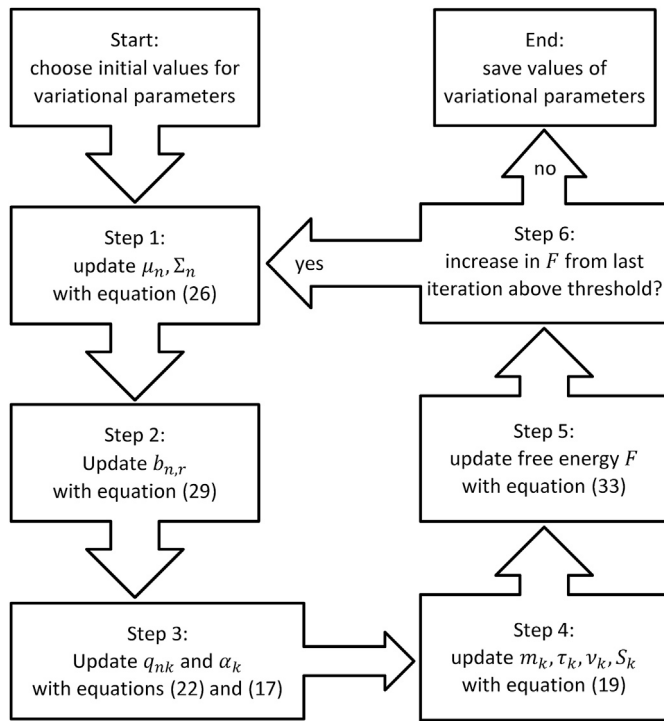 Start:
choose initial values for
variational parameters
Step 1:
update μₙ, Σₙ
with equation (26)
Step 2:
Update bₙ,ᵣ
with equation (29)
Step 3:
Update qₙₖ and αₖ
with equations (22) and (17)
Step 4:
update mₖ, τₖ, νₖ, Sₖ
with equation (19)
Step 5:
update free energy F
with equation (33)
Step 6:
increase in F from last
iteration above threshold?
yes
no
End:
save values of
variational parameters